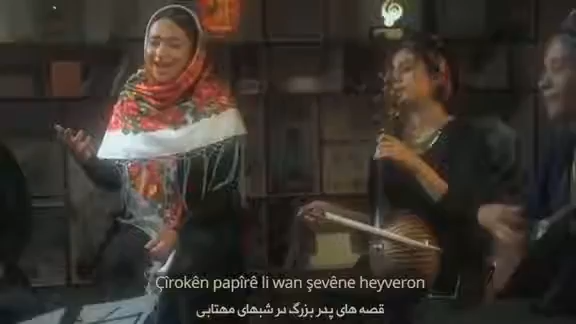 Çîrokên papîrê li wan şevêne heyveron
قصه های پدر بزرگ در شبهای مهتابی